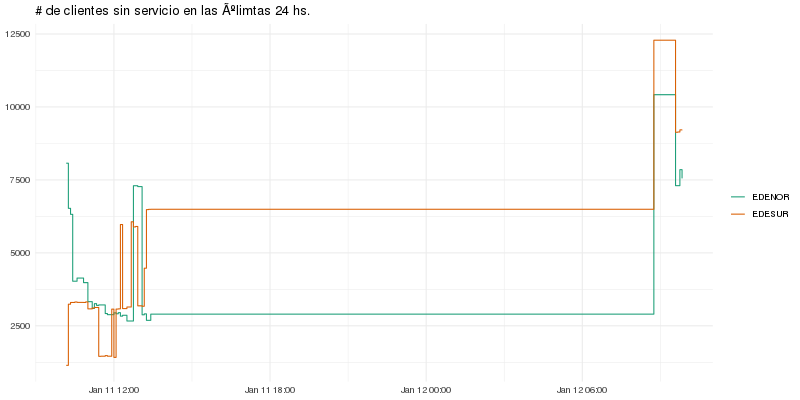 # de clientes sin servicio en las Ãºlimtas 24 hs.
12500
10000
7500
5000
2500
Jan 11 12:00
Jan 11 18:00
Jan 12 00:00
Jan 12 06:00
EDENOR
EDESUR